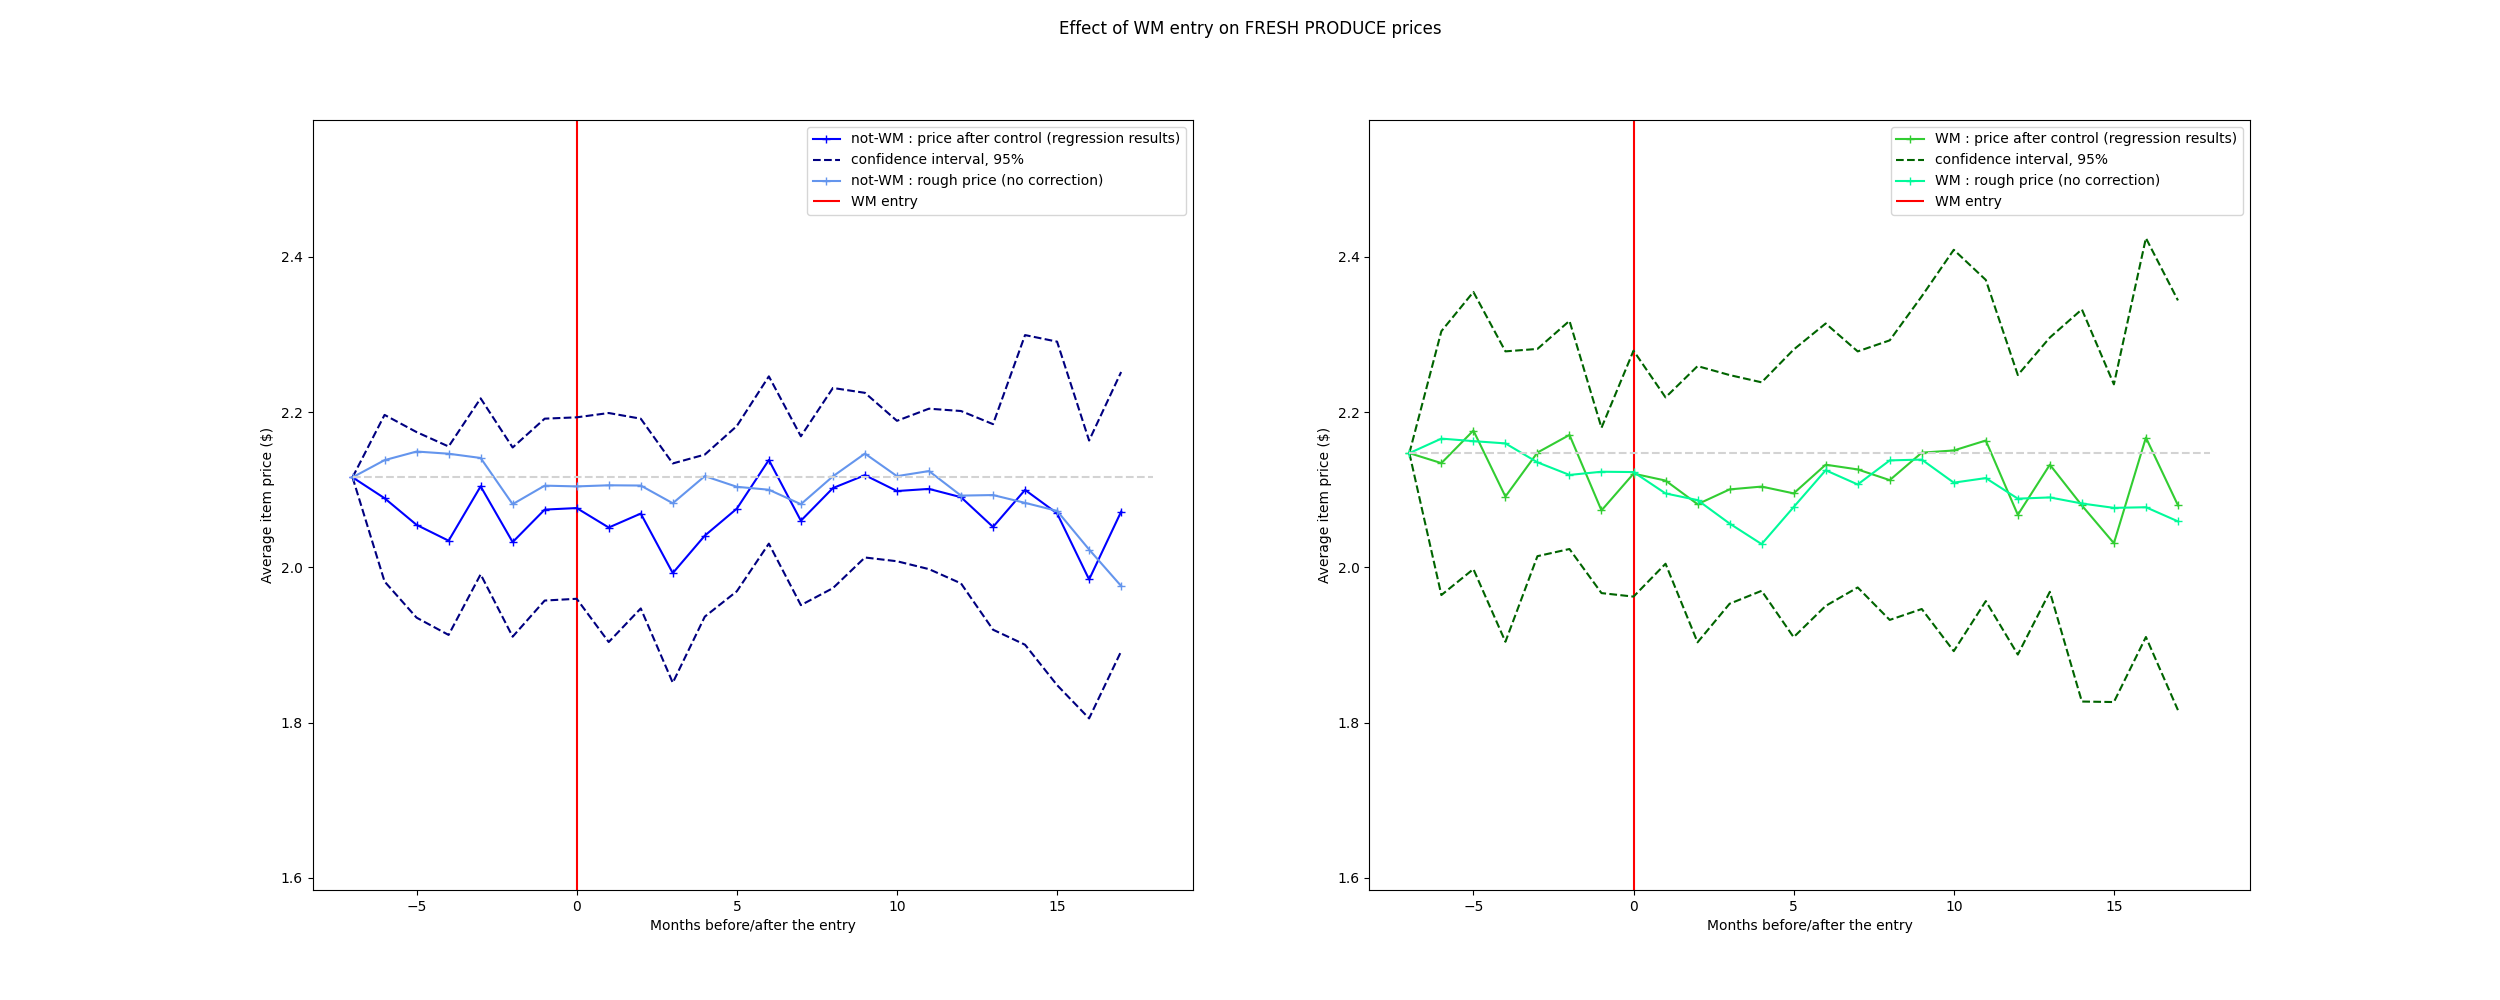 Effect of WM entry on FRESH PRODUCE prices
not-WM : price after control (regression results)
confidence interval, 95%
not-WM : rough price (no correction)
WM entry
2.4
2.2
2.0
1.8
1.6
Average item price ($)
−5
0
5
10
15
Months before/after the entry
WM : price after control (regression results)
confidence interval, 95%
WM : rough price (no correction)
WM entry
2.4
2.2
2.0
1.8
1.6
Average item price ($)
−5
0
5
10
15
Months before/after the entry